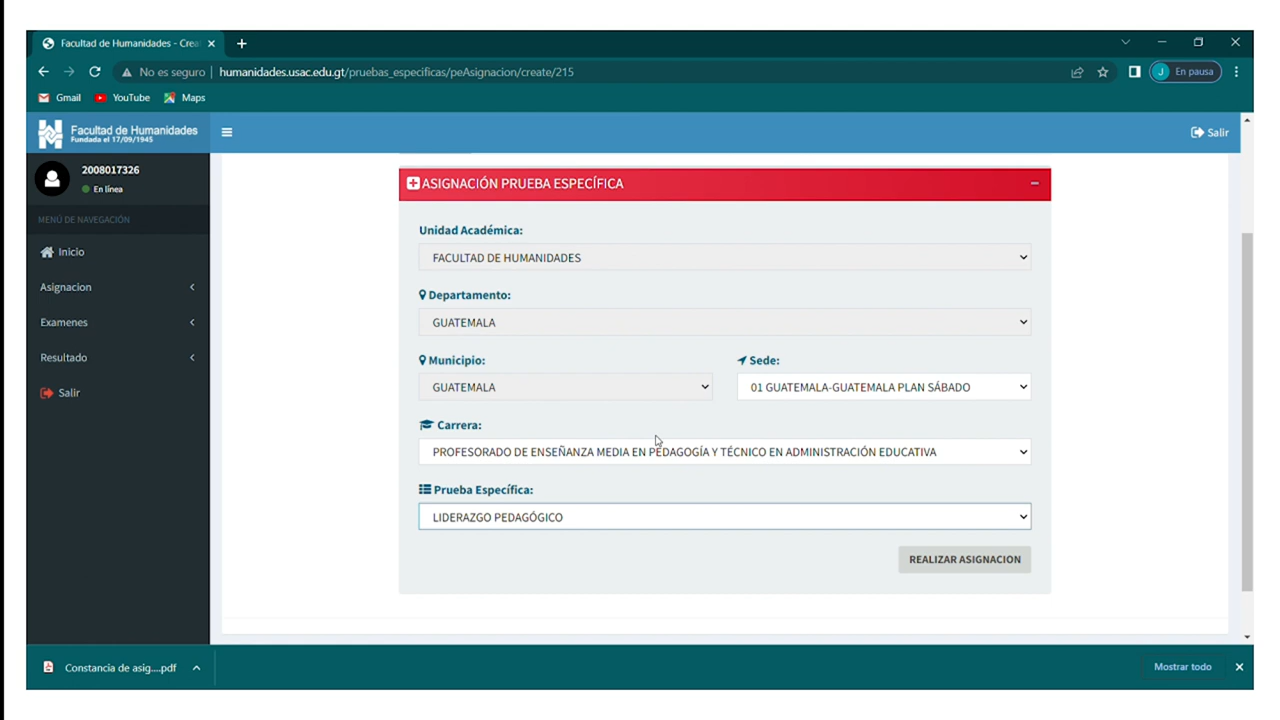 Facultad de Humanidades - Crea
No es seguro | humanidades.usac.edu.gt/pruebas_especificas/peAsignacion/create/215
J En pausa
Gmail YouTube Maps
Facultad de Humanidades
Fundada el 17/09/1945
Salir
2008017326
En línea
MENÚ DE NAVEGACIÓN
Inicio
Asignacion
Examenes
Resultado
Salir
ASIGNACIÓN PRUEBA ESPECÍFICA
Unidad Académica:
FACULTAD DE HUMANIDADES
Departamento:
GUATEMALA
Municipio:
GUATEMALA
Sede:
01 GUATEMALA-GUATEMALA PLAN SÁBADO
Carrera:
PROFESORADO DE ENSEÑANZA MEDIA EN PEDAGOGÍA Y TÉCNICO EN ADMINISTRACIÓN EDUCATIVA
Prueba Específica:
LIDERAZGO PEDAGÓGICO
REALIZAR ASIGNACION
Constancia de asig....pdf
Mostrar todo